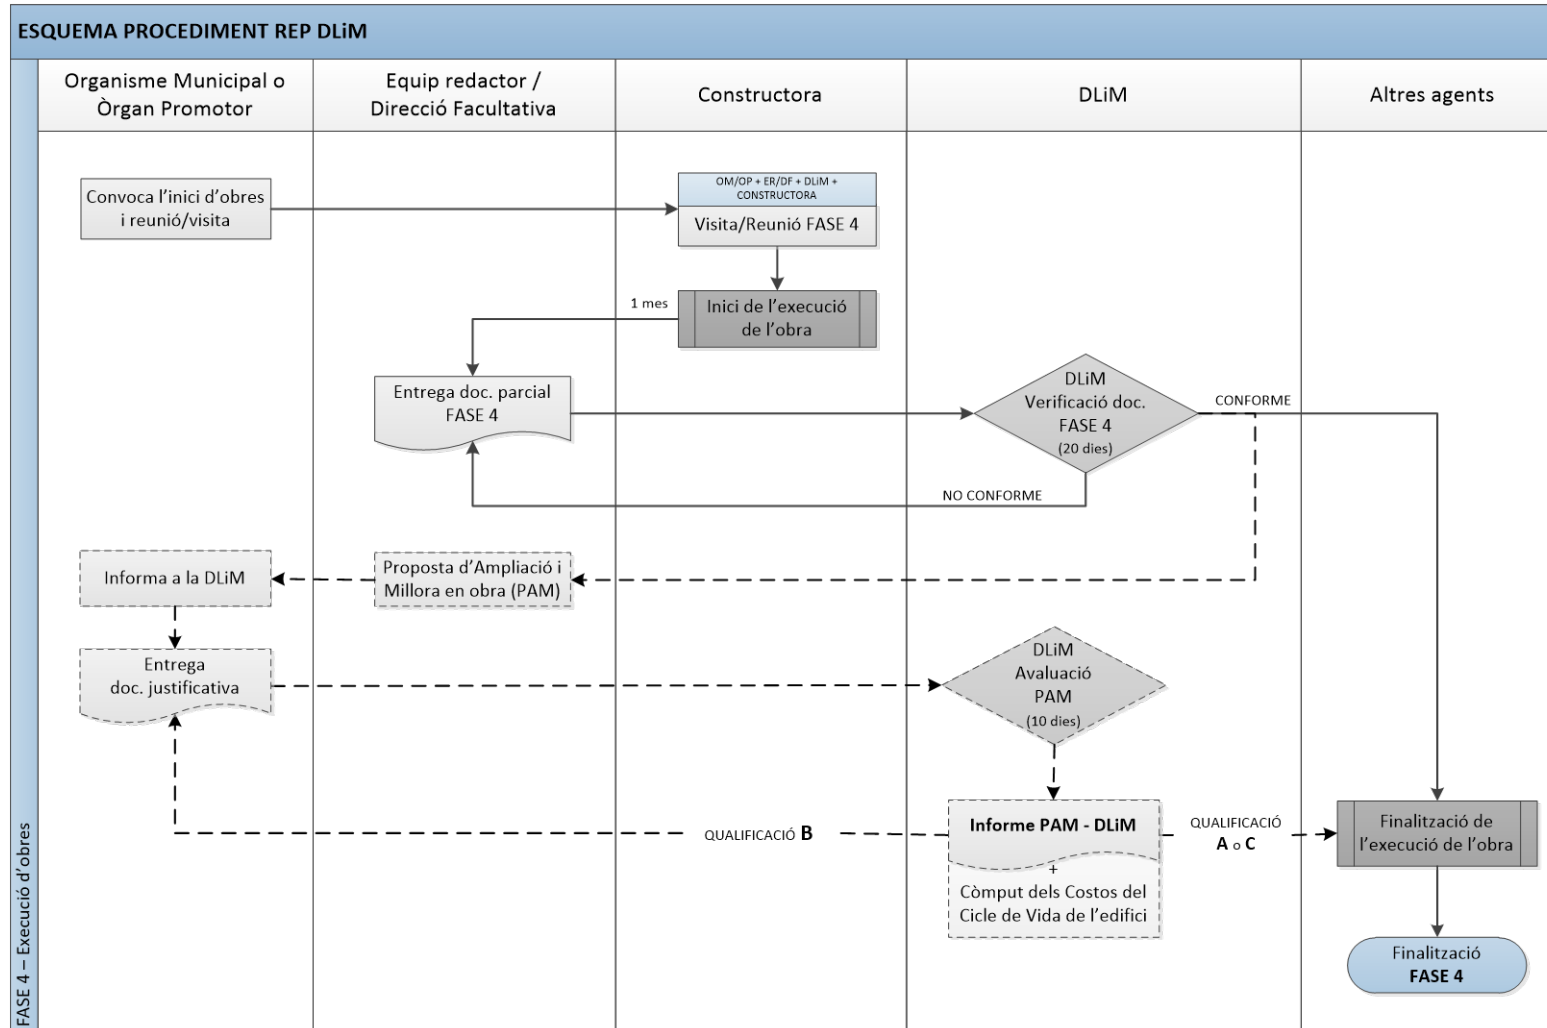 ESQUEMA PROCEDIMENT REP DLiM
Organisme Municipal o
Òrgan Promotor
Equip redactor /
Direcció Facultativa
Constructora
DLiM
Altres agents
Convoca l’inici d’obres
i reunió/visita
OM/OP + ER/DF + DLiM +
CONSTRUCTORA
Visita/Reunió FASE 4
1 mes
Inici de l’execució
de l’obra
Entrega doc. parcial
FASE 4
DLiM
Verificació doc.
FASE 4
(20 dies)
CONFORME
NO CONFORME
Informa a la DLiM
Proposta d’Ampliació i
Millora en obra (PAM)
Entrega
doc. justificativa
DLiM
Avaluació
PAM
(10 dies)
QUALIFICACIÓ B
Informe PAM - DLiM
+
Còmput dels Costos del
Cicle de Vida de l’edifici
QUALIFICACIÓ
A o C
Finalització de
l’execució de l’obra
Finalització
FASE 4
FASE 4 – Execució d’obres